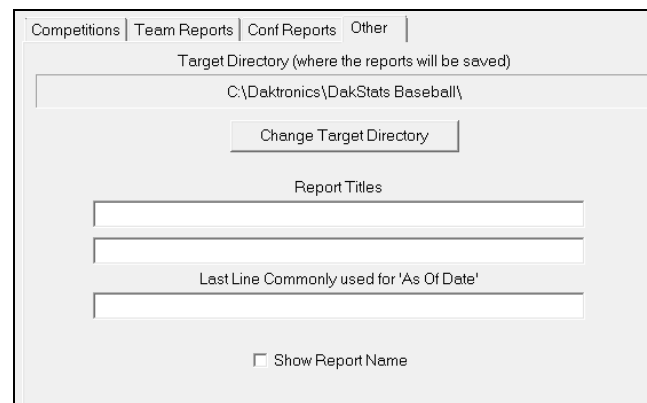 Competitions Team Reports Conf Reports Other
Target Directory (where the reports will be saved)
C:\Daktronics\DakStats Baseball\
Change Target Directory
Report Titles
Last Line Commonly used for 'As Of Date'
Show Report Name